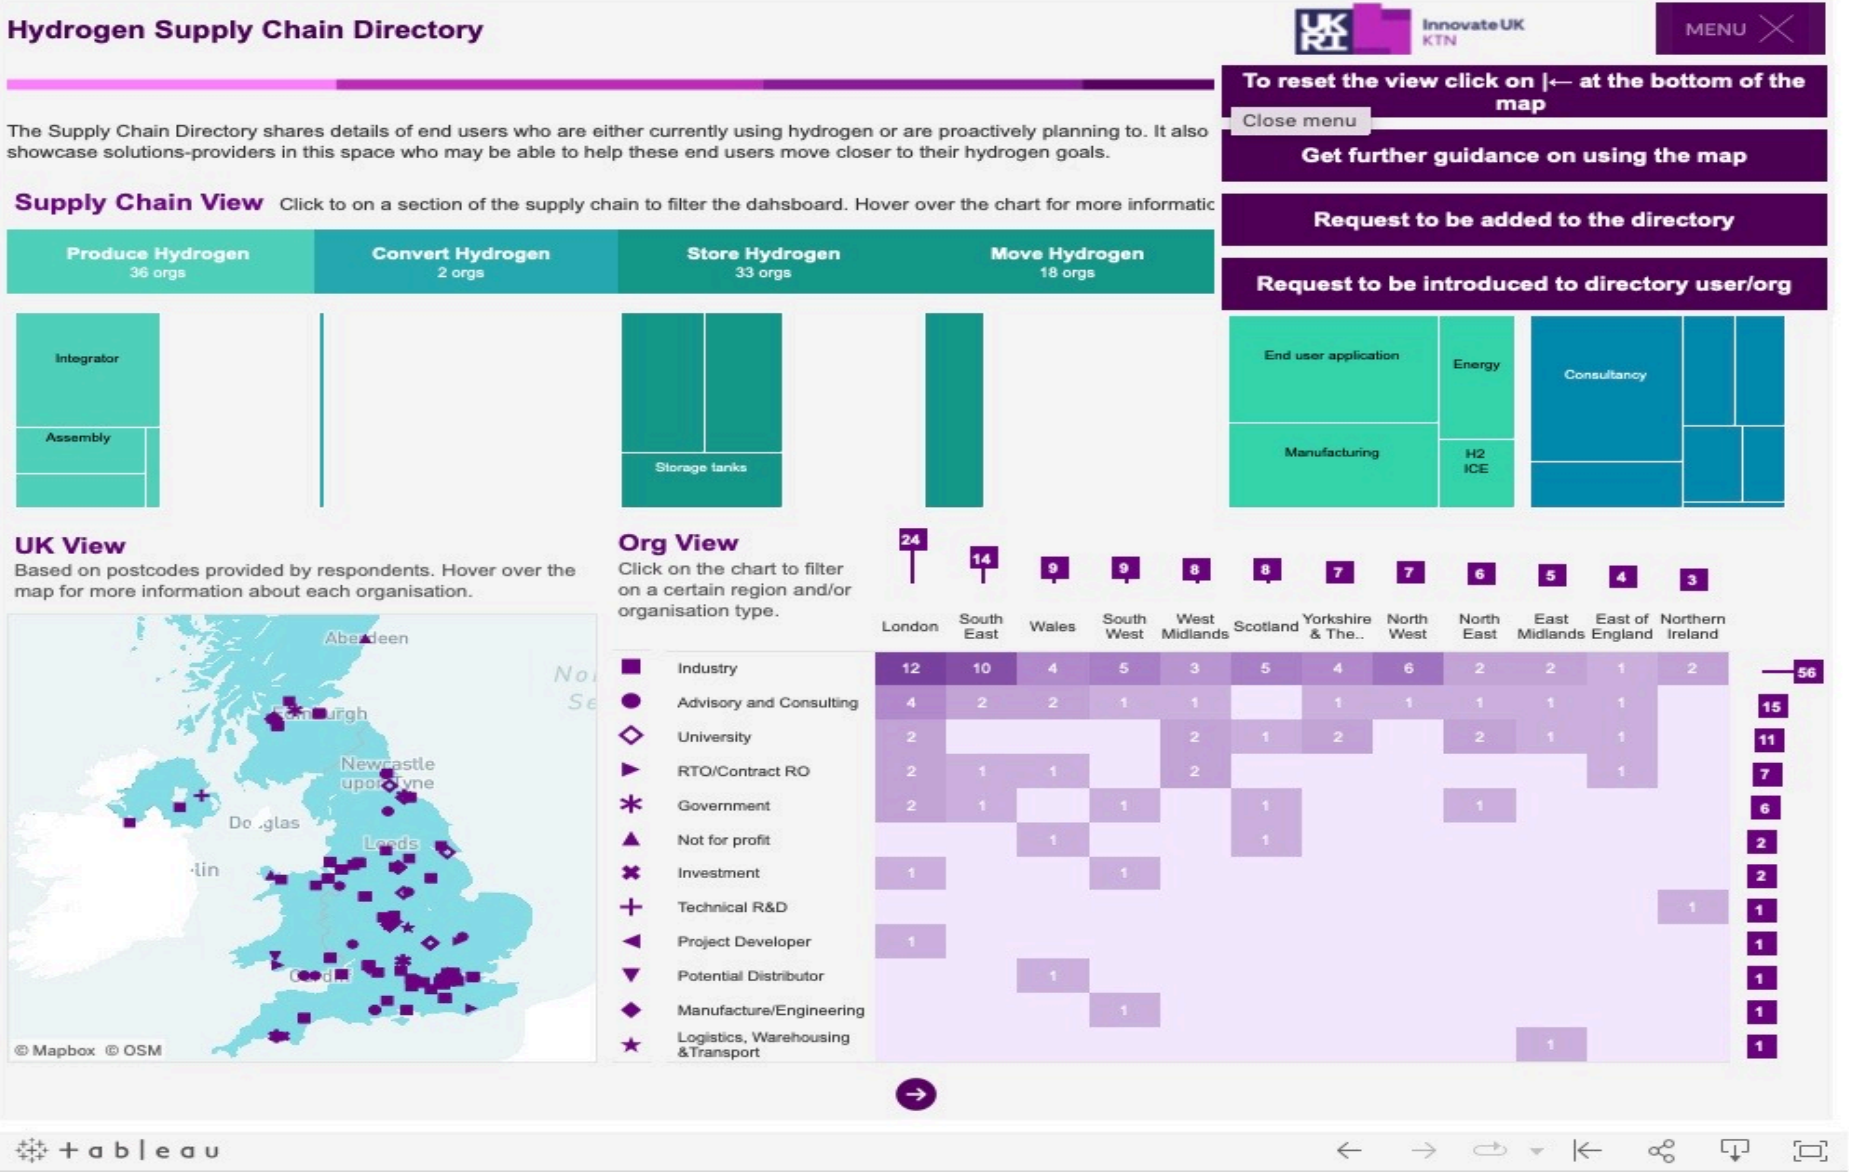 Hydrogen Supply Chain Directory
UK
RI
Innovate UK
KTN
MENU
To reset the view click on |← at the bottom of the
map
Close menu
Get further guidance on using the map
Request to be added to the directory
Request to be introduced to directory user/org
The Supply Chain Directory shares details of end users who are either currently using hydrogen or are proactively planning to. It also
showcase solutions-providers in this space who may be able to help these end users move closer to their hydrogen goals.
Supply Chain View Click to on a section of the supply chain to filter the dahsboard. Hover over the chart for more informatic
Produce Hydrogen
36 orgs
Convert Hydrogen
2 orgs
Store Hydrogen
33 orgs
Move Hydrogen
18 orgs
Integrator
Assembly
Storage tanks
End user application
Energy
Manufacturing
H2
ICE
Consultancy
UK View
Based on postcodes provided by respondents. Hover over the
map for more information about each organisation.
Aberdeen
Edinburgh
Newcastle
upon Tyne
Douglas
Leeds
lin
Cardiff
© Mapbox © OSM
Org View
Click on the chart to filter
on a certain region and/or
organisation type.
24 14 9 9 8 8 7 7 6 5 4 3
London South East Wales South West West Midlands Scotland Yorkshire & The.. North West North East East Midlands East of England Northern Ireland
Industry 12 10 4 5 3 5 4 6 2 2 1 2 56
Advisory and Consulting 4 2 2 1 1 1 1 1 1 1 15
University 2 2 1 2 2 1 1 11
RTO/Contract RO 2 1 1 2 1 7
Government 2 1 1 1 1 6
Not for profit 1 1 2
Investment 1 1 2
Technical R&D 1 1
Project Developer 1 1
Potential Distributor 1 1
Manufacture/Engineering 1 1
Logistics, Warehousing
&Transport 1 1
+ableau